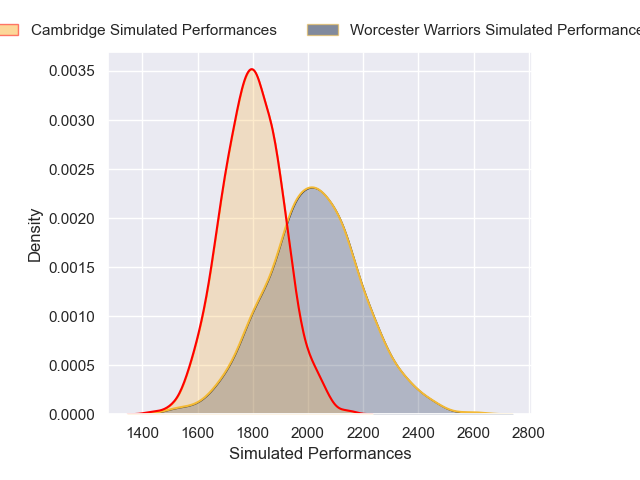 Cambridge Simulated Performances
Worcester Warriors Simulated Performance
0.0035
0.0030
0.0025
0.0020
0.0015
0.0010
0.0005
0.0000
Density
1400 1600 1800 2000 2200 2400 2600 2800
Simulated Performances